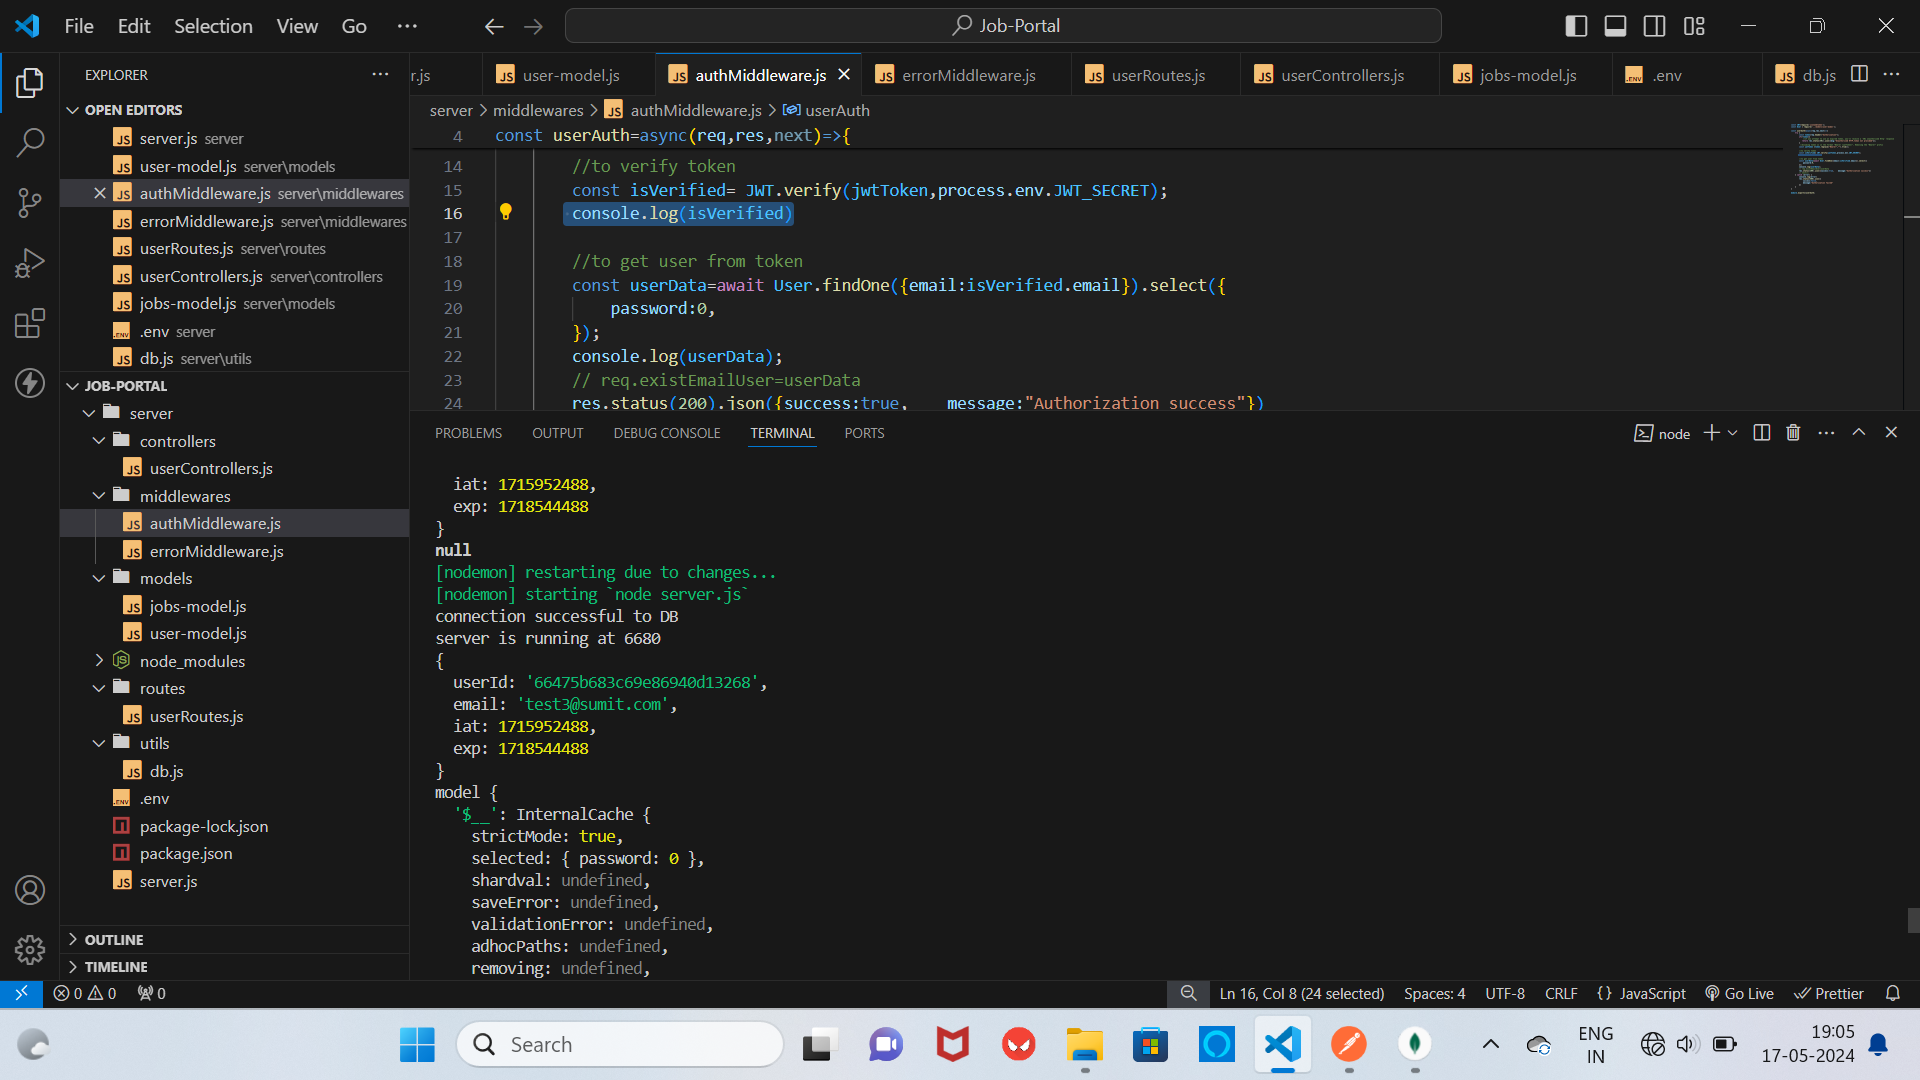 File Edit Selection View Go ···
Job-Portal
EXPLORER
r.js user-model.js authMiddleware.js errorMiddleware.js userRoutes.js userControllers.js jobs-model.js .env db.js
OPEN EDITORS
server.js server
user-model.js server\models
authMiddleware.js server\middlewares
errorMiddleware.js server\middlewares
userRoutes.js server\routes
userControllers.js server\controllers
jobs-model.js server\models
.env server
db.js server\utils
JOB-PORTAL
server
controllers
userControllers.js
middlewares
authMiddleware.js
errorMiddleware.js
models
jobs-model.js
user-model.js
node_modules
routes
userRoutes.js
utils
db.js
.env
package-lock.json
package.json
server.js
OUTLINE
TIMELINE
server > middlewares > authMiddleware.js > userAuth
4 const userAuth=async(req,res,next)=>{
14 //to verify token
15 const isVerified= JWT.verify(jwtToken,process.env.JWT_SECRET);
16 console.log(isVerified)
17
18 //to get user from token
19 const userData=await User.findOne({email:isVerified.email}).select({
20 password:0,
21 });
22 console.log(userData);
23 // req.existEmailUser=userData
24 res.status(200).json({success:true, message:"Authorization success"})
PROBLEMS OUTPUT DEBUG CONSOLE TERMINAL PORTS
node
iat: 1715952488,
exp: 1718544488
}
null
[nodemon] restarting due to changes...
[nodemon] starting `node server.js`
connection successful to DB
server is running at 6680
{
userId: '66475b683c69e86940d13268',
email: 'test3@sumit.com',
iat: 1715952488,
exp: 1718544488
}
model {
'$__': InternalCache {
strictMode: true,
selected: { password: 0 },
shardval: undefined,
saveError: undefined,
validationError: undefined,
adhocPaths: undefined,
removing: undefined,
0 0 0
Ln 16, Col 8 (24 selected) Spaces: 4 UTF-8 CRLF {} JavaScript Go Live Prettier
Search
ENG
IN
19:05
17-05-2024